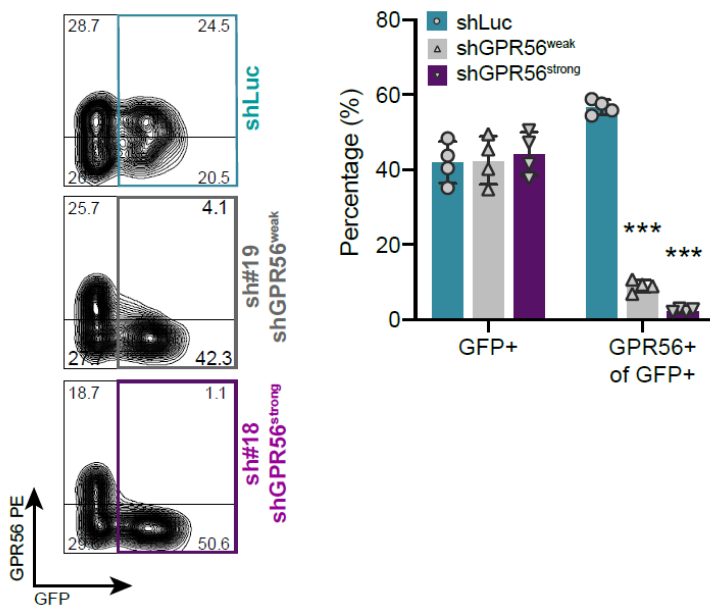 28.7 24.5
20.5
shLuc
25.7 4.1
27.7 42.3
sh#19
shGPR56weak
18.7 1.1
50.6
sh#18
shGPR56strong
GPR56 PE
GFP
shLuc
shGPR56weak
shGPR56strong
Percentage (%)
80
60
40
20
0
***
***
GFP+
GPR56+
of GFP+